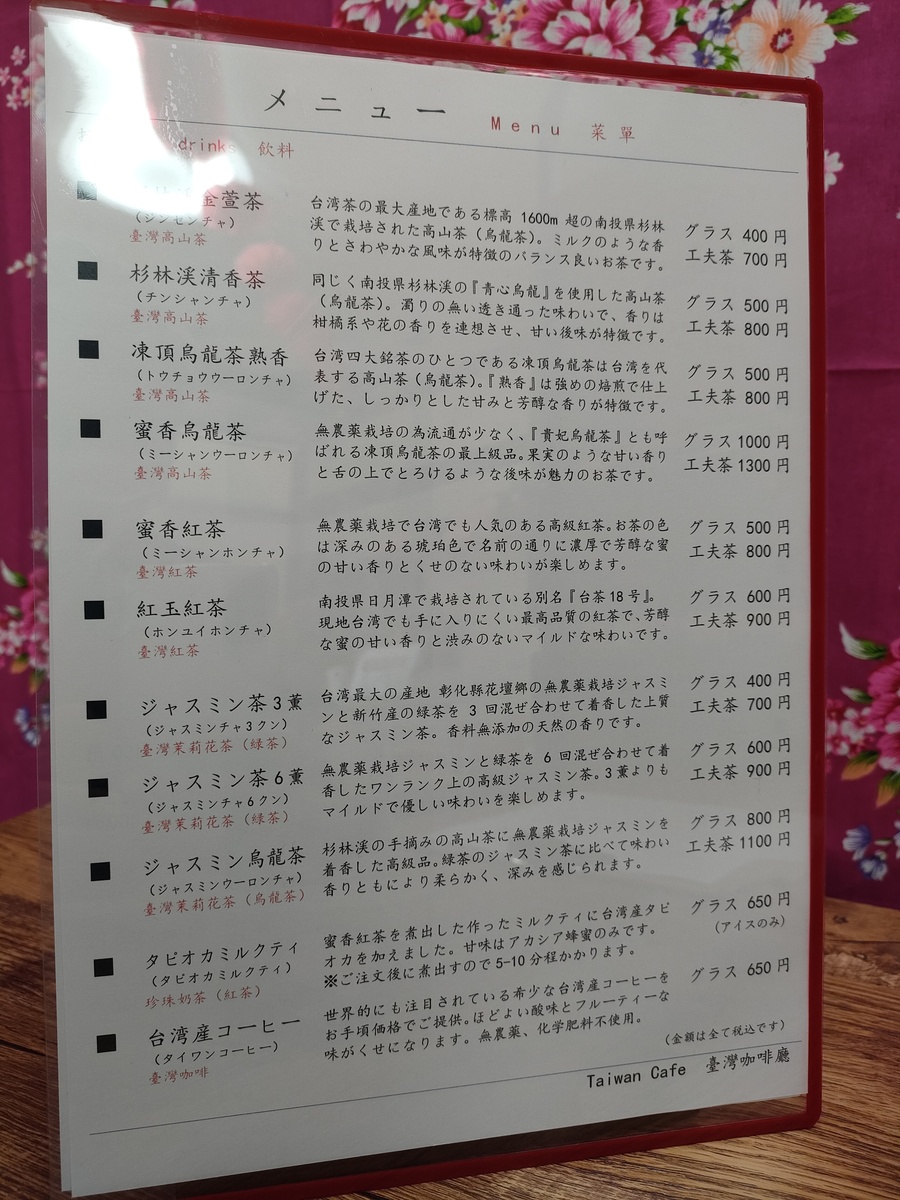 メニュー Menu 菜單
drinks 飲料
金萱茶
(ジンセンチャ)
臺灣高山茶
台湾茶の最大産地である標高 1600m 超の南投県杉林
渓で栽培された高山茶（烏龍茶）。ミルクのような香
りとさわやかな風味が特徴のバランス良いお茶です。
グラス 400 円
工夫茶 700 円
■ 杉林渓清香茶
(チンシャンチャ)
臺灣高山茶
同じく南投県杉林渓の『青心烏龍』を使用した高山茶
（烏龍茶）。濁りの無い透き通った味わいで、香りは
柑橘系や花の香りを連想させ、甘い後味が特徴です。
グラス 500 円
工夫茶 800 円
■ 凍頂烏龍茶熟香
(トウチョウウーロンチャ)
臺灣高山茶
台湾四大銘茶のひとつである凍頂烏龍茶は台湾を代
表する高山茶（烏龍茶）。『熟香』は強めの焙煎で仕上
げた、しっかりとした甘みと芳醇な香りが特徴です。
グラス 500 円
工夫茶 800 円
■ 蜜香烏龍茶
(ミーシャンウーロンチャ)
臺灣高山茶
無農薬栽培の為流通が少なく、『貴妃烏龍茶』とも呼
ばれる凍頂烏龍茶の最上級品。果実のような甘い香り
と舌の上でとろけるような後味が魅力のお茶です。
グラス 1000 円
工夫茶 1300 円
■ 蜜香紅茶
(ミーシャンホンチャ)
臺灣紅茶
無農薬栽培で台湾でも人気のある高級紅茶。お茶の色
は深みのある琥珀色で名前の通りに濃厚で芳醇な蜜
の甘い香りとくせのない味わいが楽しめます。
グラス 500 円
工夫茶 800 円
■ 紅玉紅茶
(ホンユイホンチャ)
臺灣紅茶
南投県日月潭で栽培されている別名『台茶 18 号』。
現地台湾でも手に入りにくい最高品質の紅茶で、芳醇
な蜜の甘い香りと渋みのないマイルドな味わいです。
グラス 600 円
工夫茶 900 円
■ ジャスミン茶３薫
(ジャスミンチャ３クン)
臺灣茉莉花茶（緑茶）
台湾最大の産地 彰化縣花壇郷の無農薬栽培ジャスミ
ンと新竹産の緑茶を 3 回混ぜ合わせて着香した上質
なジャスミン茶。香料無添加の天然の香りです。
グラス 400 円
工夫茶 700 円
■ ジャスミン茶６薫
(ジャスミンチャ６クン)
臺灣茉莉花茶（緑茶）
無農薬栽培ジャスミンと緑茶を 6 回混ぜ合わせて着
香したワンランク上の高級ジャスミン茶。3 薫よりも
マイルドで優しい味わいを楽しめます。
グラス 600 円
工夫茶 900 円
■ ジャスミン烏龍茶
(ジャスミンウーロンチャ)
臺灣茉莉花茶（烏龍茶）
杉林渓の手摘みの高山茶に無農薬栽培ジャスミンを
着香した高級品。緑茶のジャスミン茶に比べて味わい
香りともにより柔らかく、深みを感じられます。
グラス 800 円
工夫茶 1100 円
■ タピオカミルクティ
(タピオカミルクティ)
珍珠奶茶（紅茶）
蜜香紅茶を煮出した作ったミルクティに台湾産タピ
オカを加えました。甘味はアカシア蜂蜜のみです。
※ご注文後に煮出すので 5-10 分程かかります。
グラス 650 円
(アイスのみ)
■ 台湾産コーヒー
(タイワンコーヒー)
臺灣咖啡
世界的にも注目されている希少な台湾産コーヒーを
お手頃価格でご提供。ほどよい酸味とフルーティーな
味がくせになります。無農薬、化学肥料不使用。
グラス 650 円
(金額は全て税込です)
Taiwan Cafe 臺灣咖啡廳